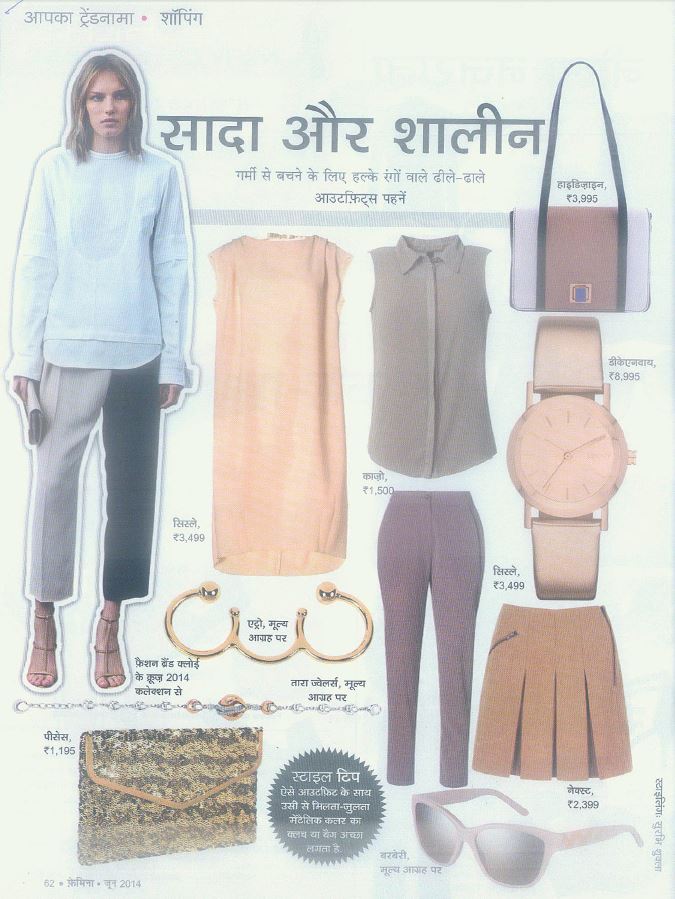 आपका ट्रेंडनामा • शॉपिंग
सादा और शालीन
गर्मी से बचने के लिए हल्के रंगों वाले ढीले-ढाले
आउटफ़िट्स पहनें
हाइडिज़ाइन,
₹3,995
डीकेएनवाय,
₹8,995
काज़ो,
₹1,500
सिस्ले,
₹3,499
सिस्ले,
₹3,499
एट्रो, मूल्य
आग्रह पर
फ़ैशन ब्रैंड क्लोई
के क्रूज़ 2014
कलेक्शन से
तारा ज्वेलर्स, मूल्य
आग्रह पर
पीसेस,
₹1,195
स्टाइल टिप
ऐसे आउटफ़िट के साथ
उसी से मिलता-जुलता
मेटैलिक कलर का
क्लच या बैग अच्छा
लगता है.
नेक्स्ट,
₹2,399
बरबेरी,
मूल्य आग्रह पर
स्टाइलिंग: सुरभि शुक्ला
62 • फ़ेमिना • जून 2014